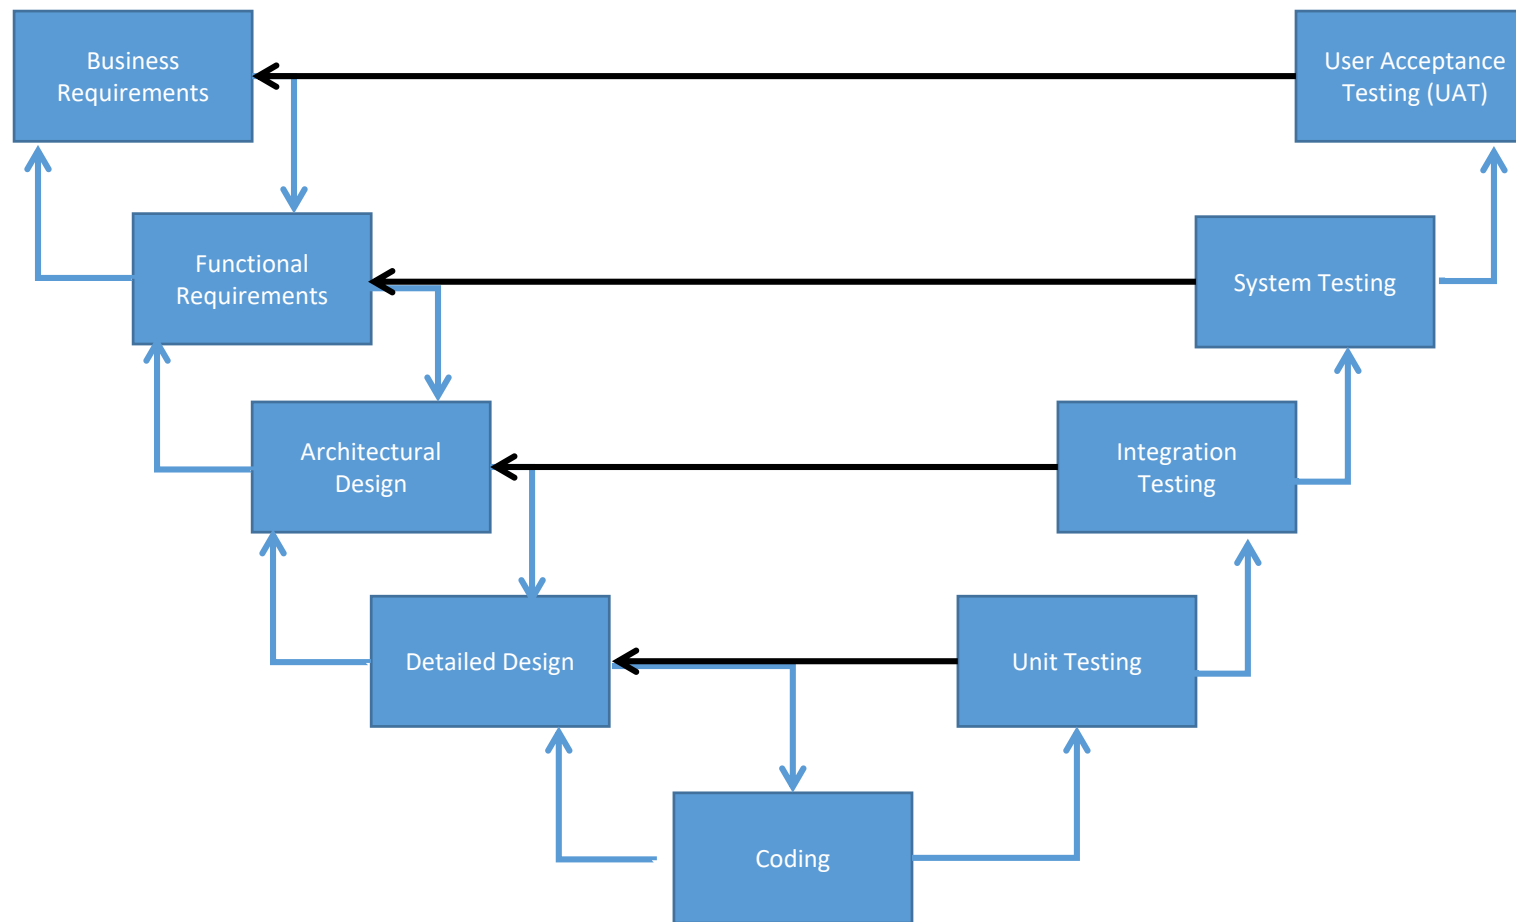 Business
Requirements
User Acceptance
Testing (UAT)
Functional
Requirements
System Testing
Architectural
Design
Integration
Testing
Detailed Design
Unit Testing
Coding